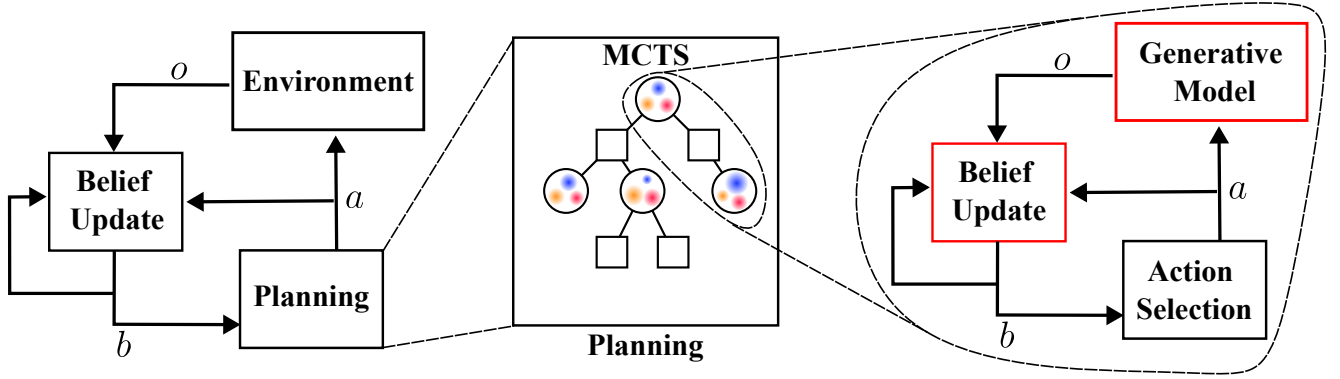 o
Environment
Belief
Update
a
Planning
b
MCTS
Planning
o
Generative
Model
Belief
Update
a
Action
Selection
b